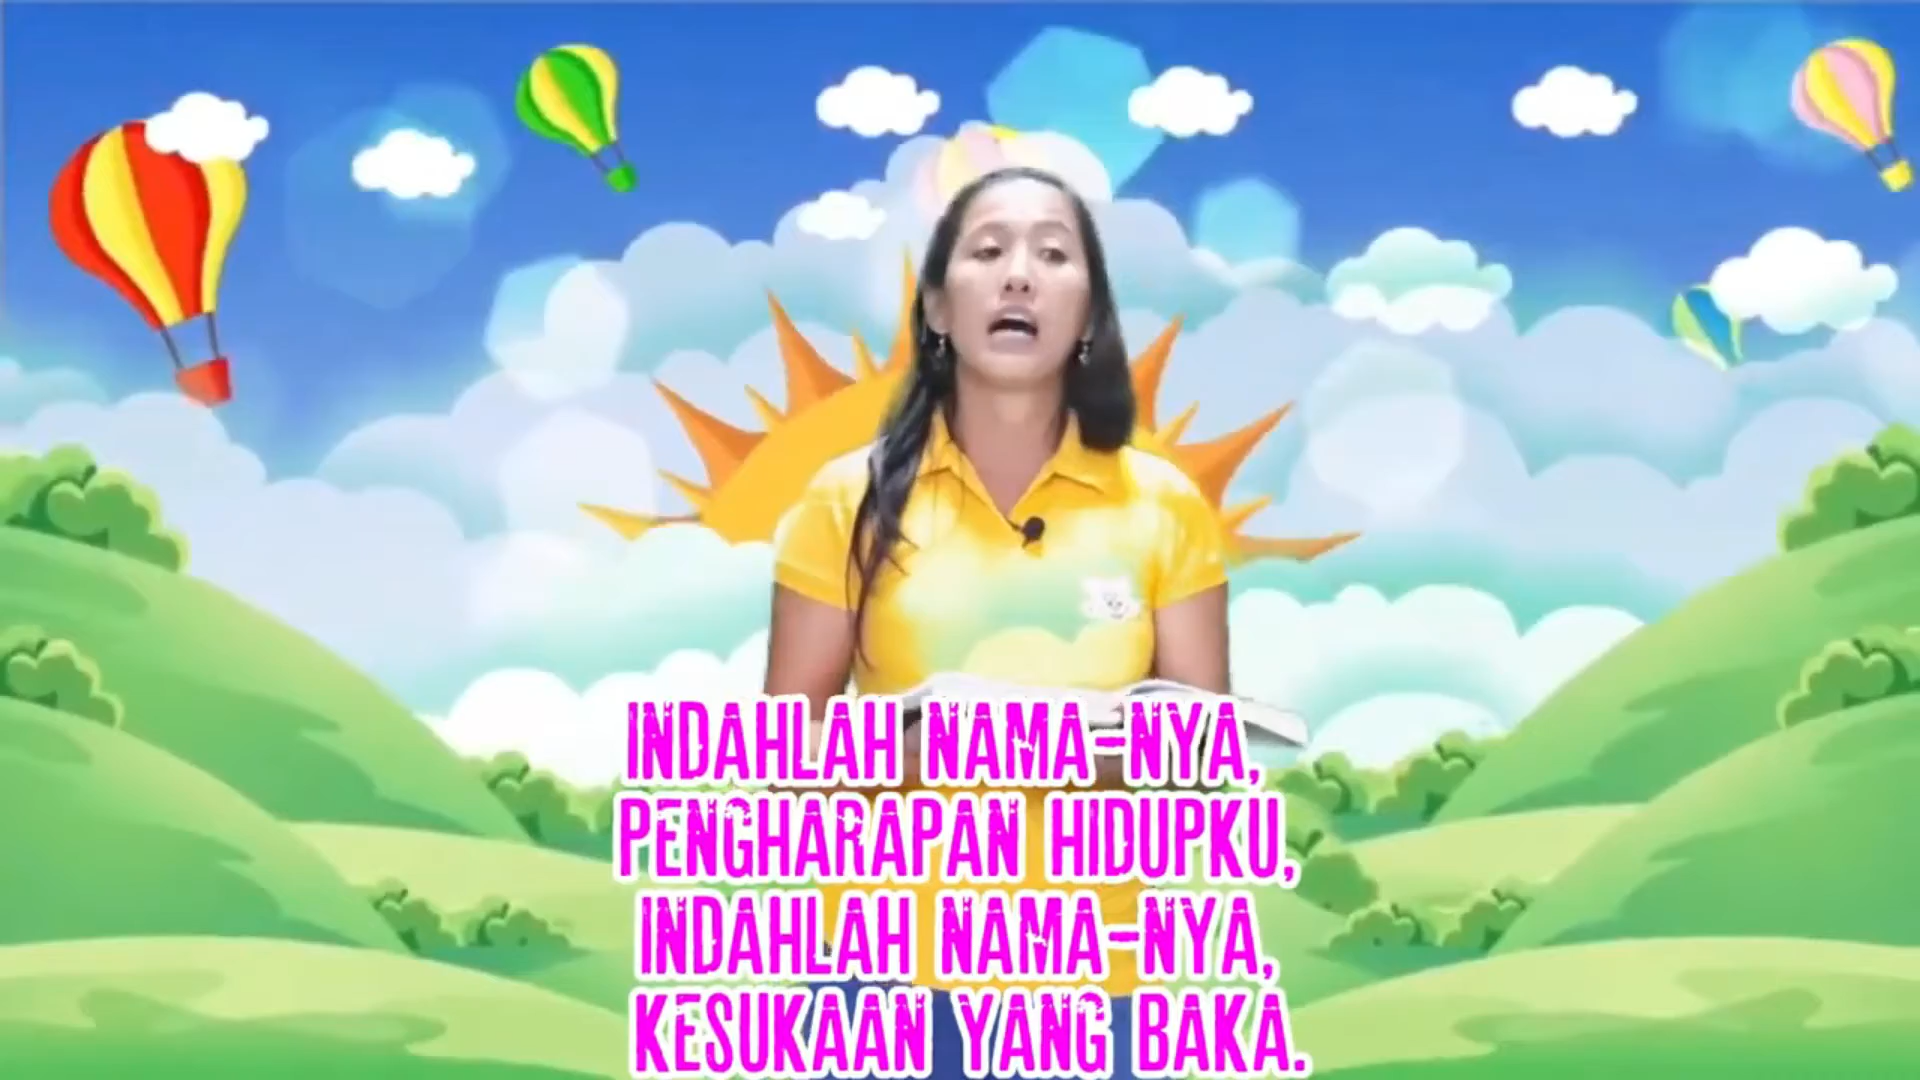 INDAHLAH NAMA-NYA,
PENGHARAPAN HIDUPKU,
INDAHLAH NAMA-NYA,
KESUKAAN YANG BAKA.